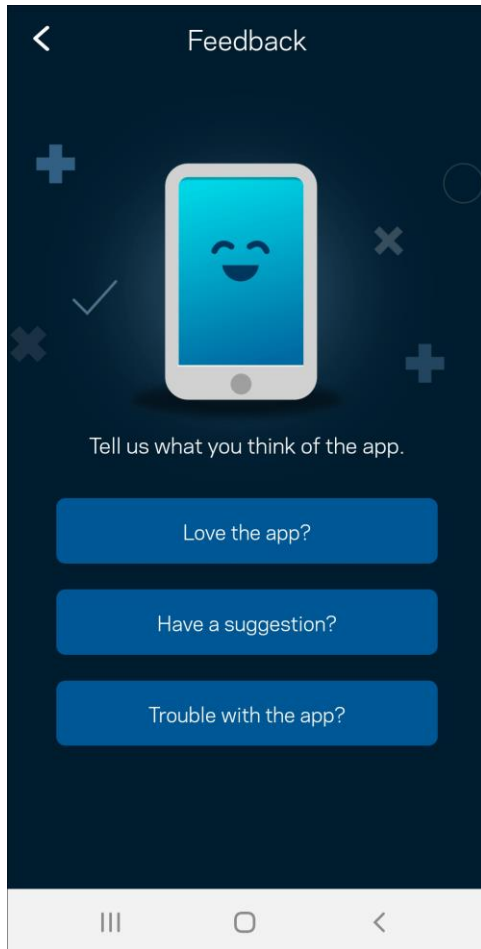 Feedback
Tell us what you think of the app.
Love the app?
Have a suggestion?
Trouble with the app?